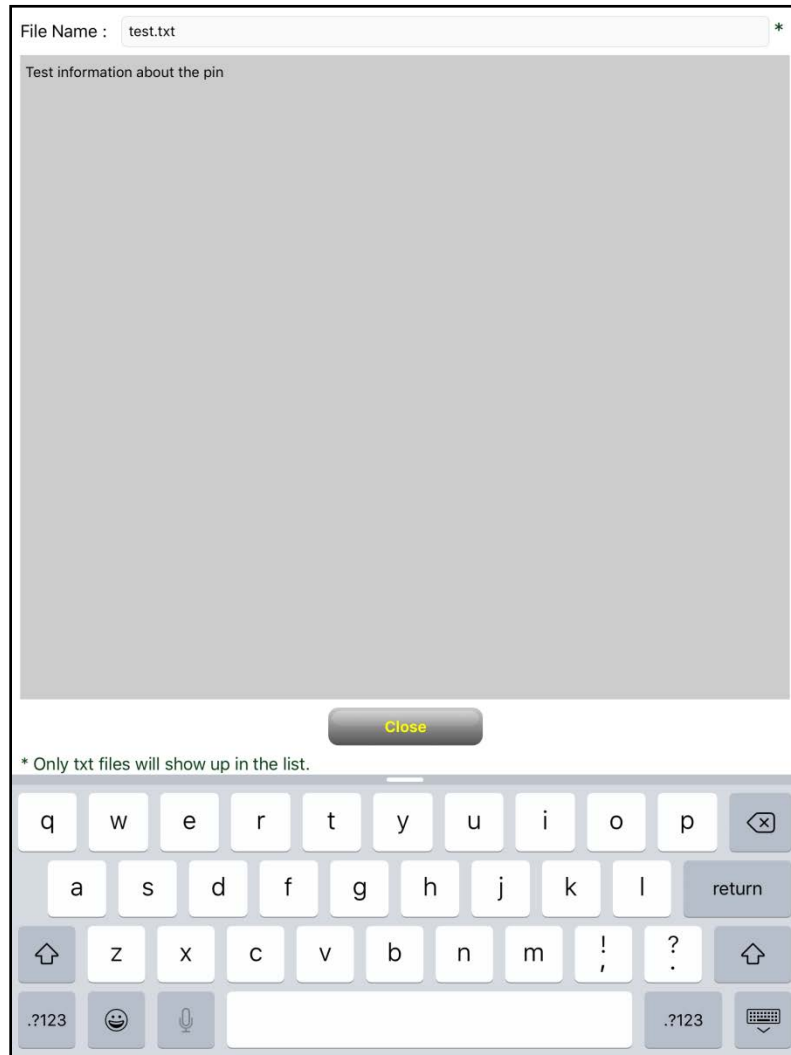 File Name : test.txt *
Test information about the pin
Close
* Only txt files will show up in the list.
q w e r t y u i o p
a s d f g h j k l return
z x c v b n m ! , ? .
.?123 .?123